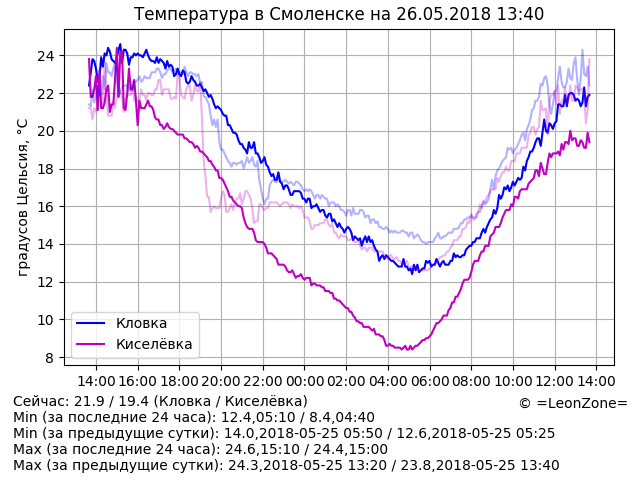 Температура в Смоленске на 26.05.2018 13:40
градусов Цельсия, °C
24
22
20
18
16
14
12
10
8
Кловка
Киселёвка
14:00 16:00 18:00 20:00 22:00 00:00 02:00 04:00 06:00 08:00 10:00 12:00 14:00
Сейчас: 21.9 / 19.4 (Кловка / Киселёвка)
© =LeonZone=
Min (за последние 24 часа): 12.4,05:10 / 8.4,04:40
Min (за предыдущие сутки): 14.0,2018-05-25 05:50 / 12.6,2018-05-25 05:25
Max (за последние 24 часа): 24.6,15:10 / 24.4,15:00
Max (за предыдущие сутки): 24.3,2018-05-25 13:20 / 23.8,2018-05-25 13:40